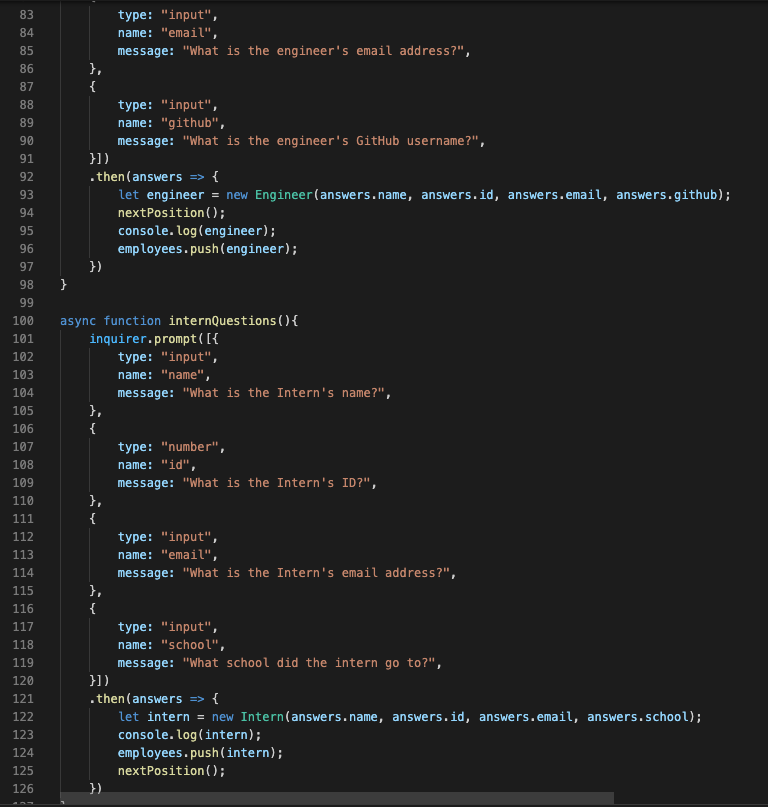 83 type: "input",
84 name: "email",
85 message: "What is the engineer's email address?",
86 },
87 {
88 type: "input",
89 name: "github",
90 message: "What is the engineer's GitHub username?",
91 }])
92 .then(answers => {
93 let engineer = new Engineer(answers.name, answers.id, answers.email, answers.github);
94 nextPosition();
95 console.log(engineer);
96 employees.push(engineer);
97 })
98 }
99
100 async function internQuestions(){
101 inquirer.prompt([{
102 type: "input",
103 name: "name",
104 message: "What is the Intern's name?",
105 },
106 {
107 type: "number",
108 name: "id",
109 message: "What is the Intern's ID?",
110 },
111 {
112 type: "input",
113 name: "email",
114 message: "What is the Intern's email address?",
115 },
116 {
117 type: "input",
118 name: "school",
119 message: "What school did the intern go to?",
120 }])
121 .then(answers => {
122 let intern = new Intern(answers.name, answers.id, answers.email, answers.school);
123 console.log(intern);
124 employees.push(intern);
125 nextPosition();
126 })